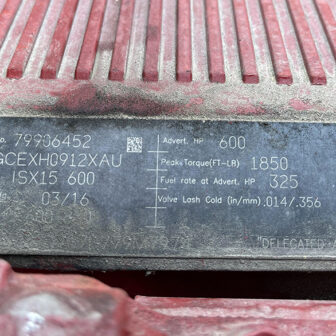 o. 79936452
GCEXH0912XAU
ISX15 600
03/16
Advert. HP 600
Peak Torque(FT-LB) 1850
Fuel rate at Advert. HP 325
Valve Lash Cold (in/mm) .014/.356
"DELEGATED